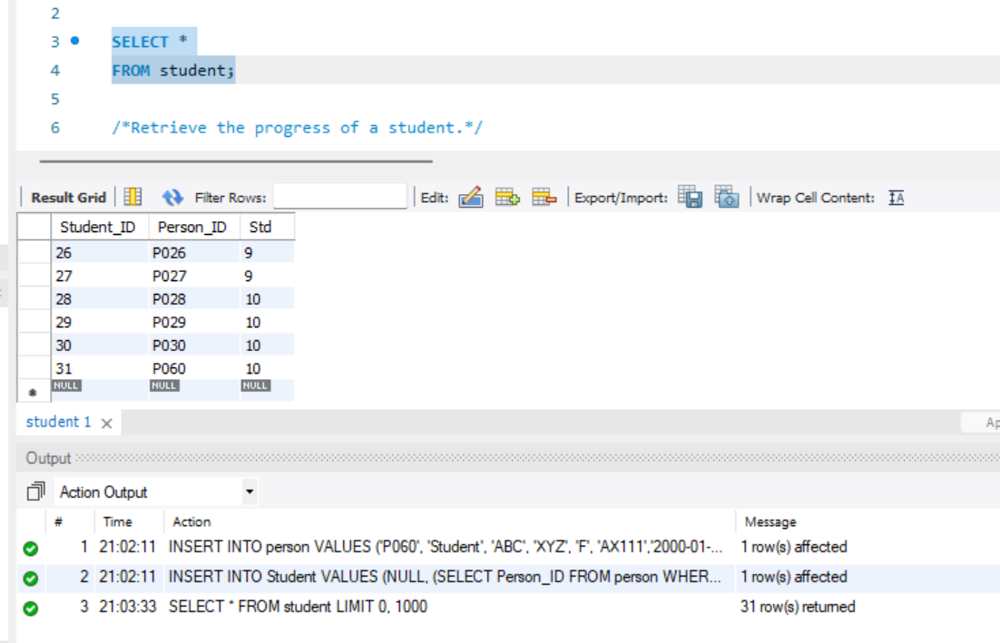 2
3 SELECT *
4 FROM student;
5
6 /*Retrieve the progress of a student.*/
Result Grid Filter Rows: Edit: Export/Import: Wrap Cell Content:
Student_ID Person_ID Std
26 P026 9
27 P027 9
28 P028 10
29 P029 10
30 P030 10
31 P060 10
NULL NULL NULL
student 1
Ap
Output
Action Output
# Time Action Message
1 21:02:11 INSERT INTO person VALUES ('P060', 'Student', 'ABC', 'XYZ', 'F', 'AX111','2000-01-... 1 row(s) affected
2 21:02:11 INSERT INTO Student VALUES (NULL, (SELECT Person_ID FROM person WHER... 1 row(s) affected
3 21:03:33 SELECT * FROM student LIMIT 0, 1000 31 row(s) returned